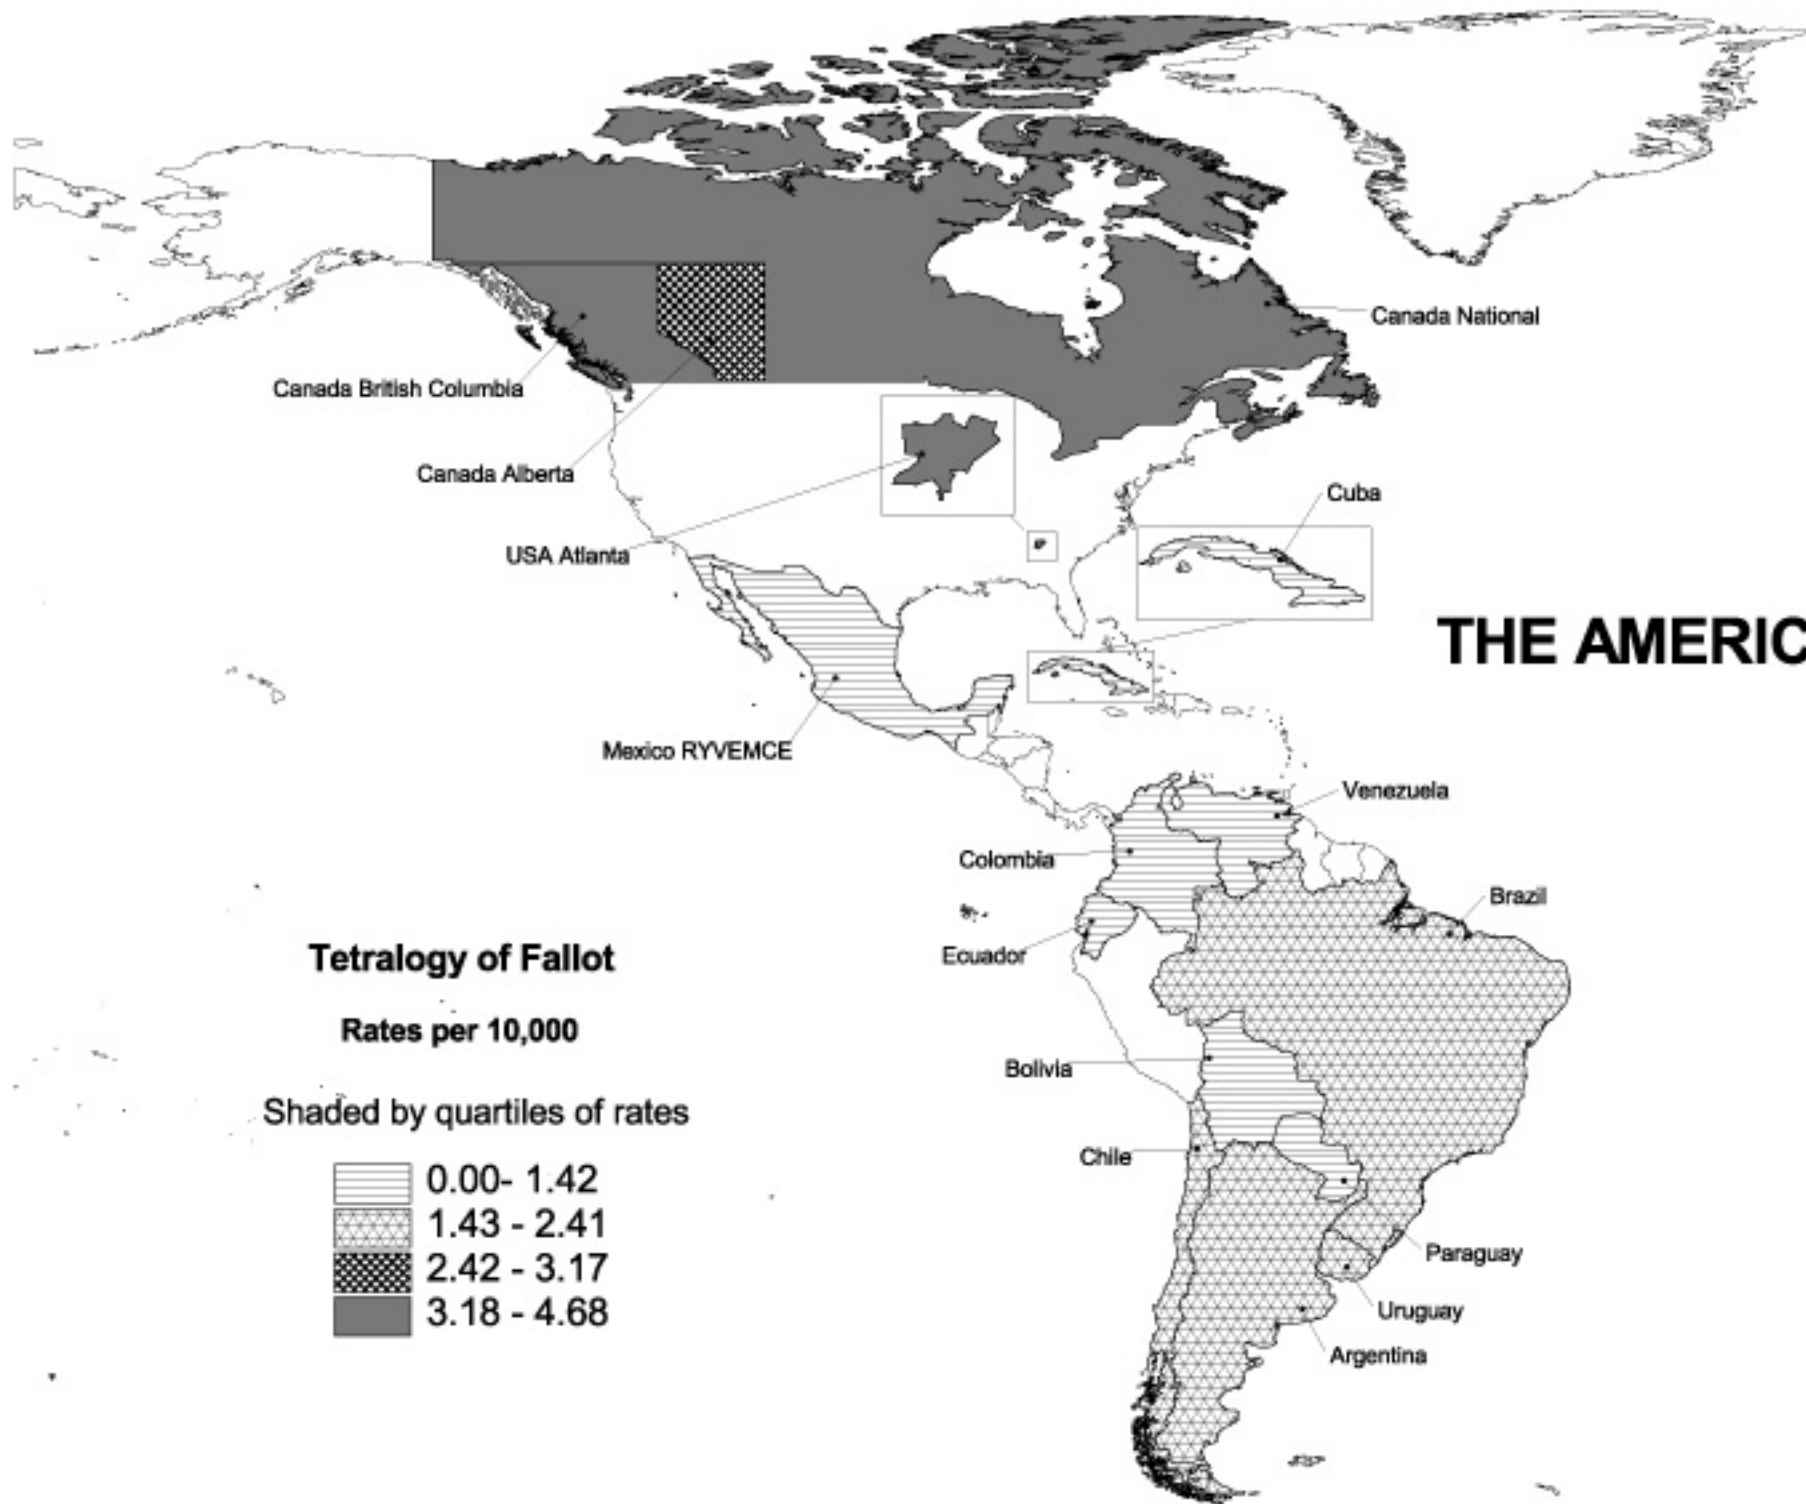 Canada National
Canada British Columbia
Canada Alberta
Cuba
USA Atlanta
THE AMERIC
Mexico RYVEMCE
Venezuela
Colombia
Brazil
Ecuador
Tetralogy of Fallot
Rates per 10,000
Bolivia
Shaded by quartiles of rates
Chile
0.00- 1.42
1.43 - 2.41
2.42 - 3.17
3.18 - 4.68
Paraguay
Uruguay
Argentina